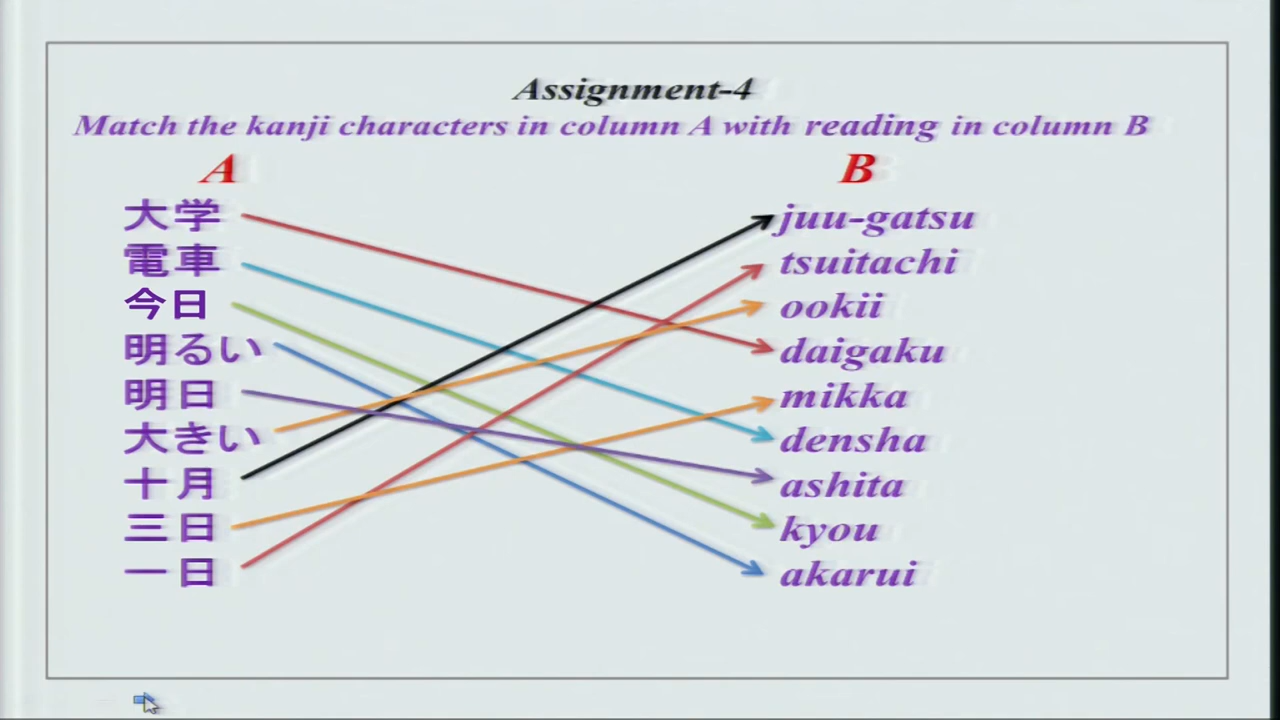 Assignment-4
Match the kanji characters in column A with reading in column B
A B
大学 juu-gatsu
電車 tsuitachi
今日 ookii
明るい daigaku
明日 mikka
大きい densha
十月 ashita
三日 kyou
一日 akarui